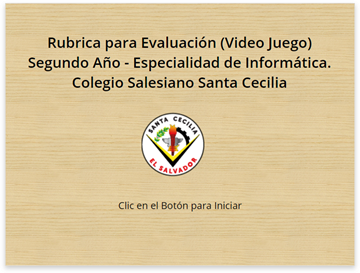 Rubrica para Evaluación (Video Juego)
Segundo Año - Especialidad de Informática.
Colegio Salesiano Santa Cecilia
SANTA CECILIA
EL SALVADOR
Clic en el Botón para Iniciar